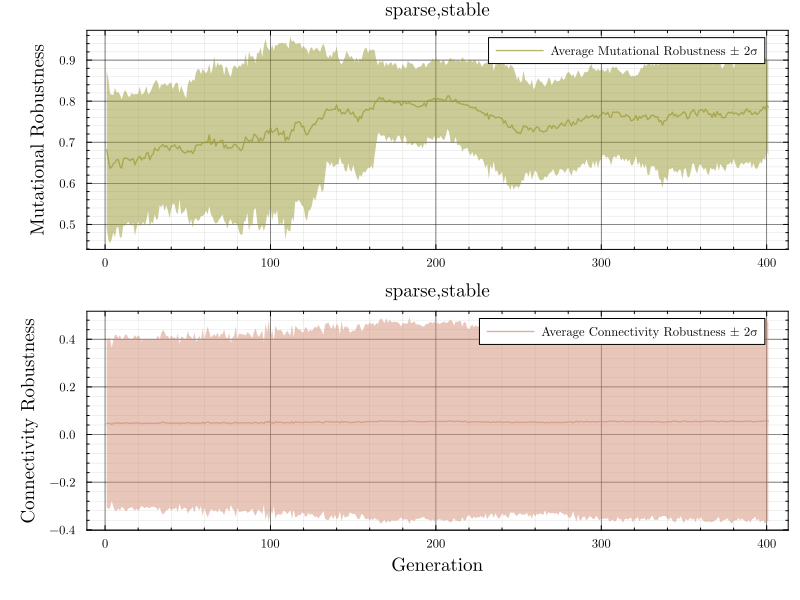 sparse,stable
Average Mutational Robustness ± 2σ
Mutational Robustness
0.9
0.8
0.7
0.6
0.5
0 100 200 300 400
sparse,stable
Average Connectivity Robustness ± 2σ
Connectivity Robustness
0.4
0.2
0.0
−0.2
−0.4
0 100 200 300 400
Generation